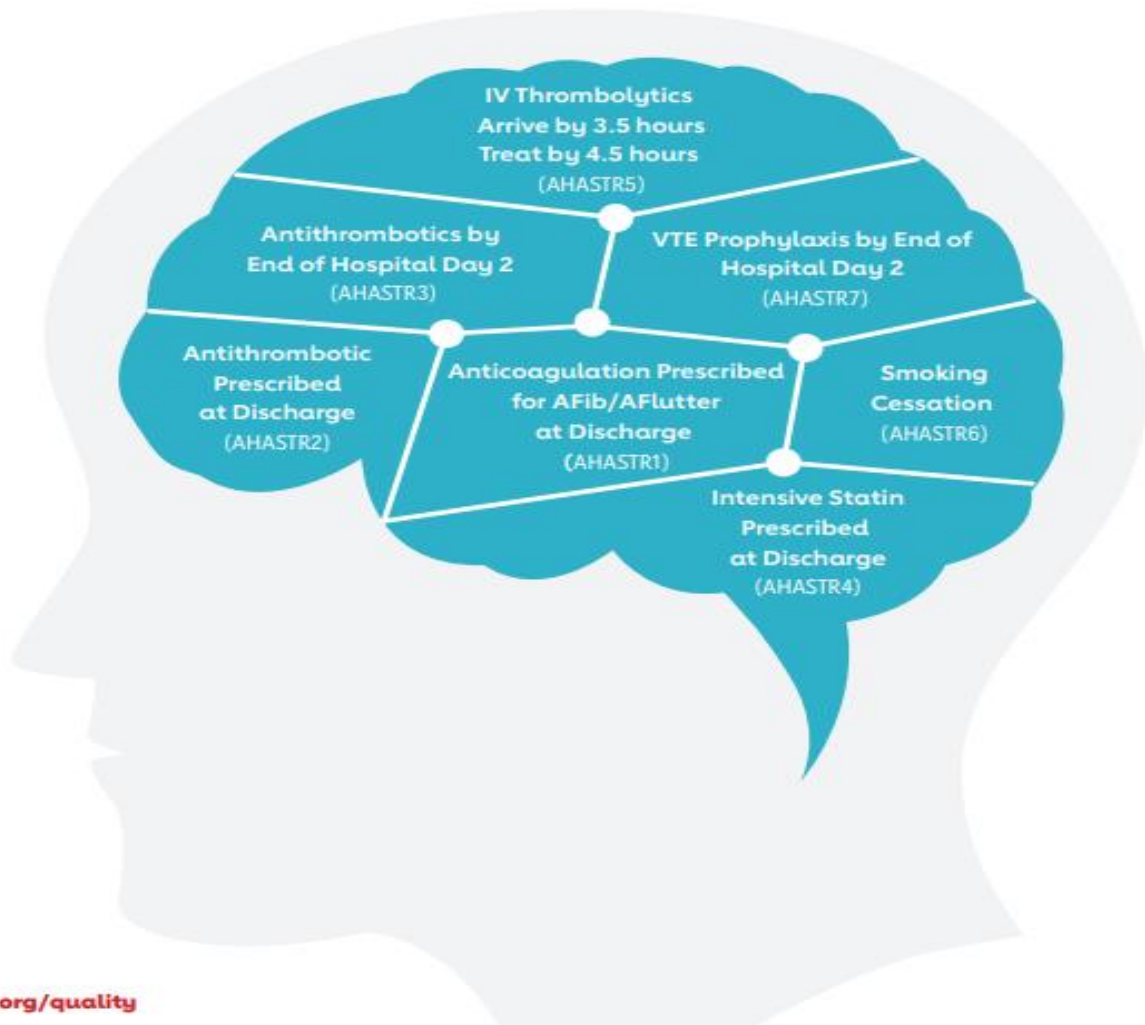 IV Thrombolytics
Arrive by 3.5 hours
Treat by 4.5 hours
(AHASTR5)
Antithrombotics by
End of Hospital Day 2
(AHASTR3)
VTE Prophylaxis by End of
Hospital Day 2
(AHASTR7)
Antithrombotic
Prescribed
at Discharge
(AHASTR2)
Anticoagulation Prescribed
for AFib/AFlutter
at Discharge
(AHASTR1)
Smoking
Cessation
(AHASTR6)
Intensive Statin
Prescribed
at Discharge
(AHASTR4)
org/quality